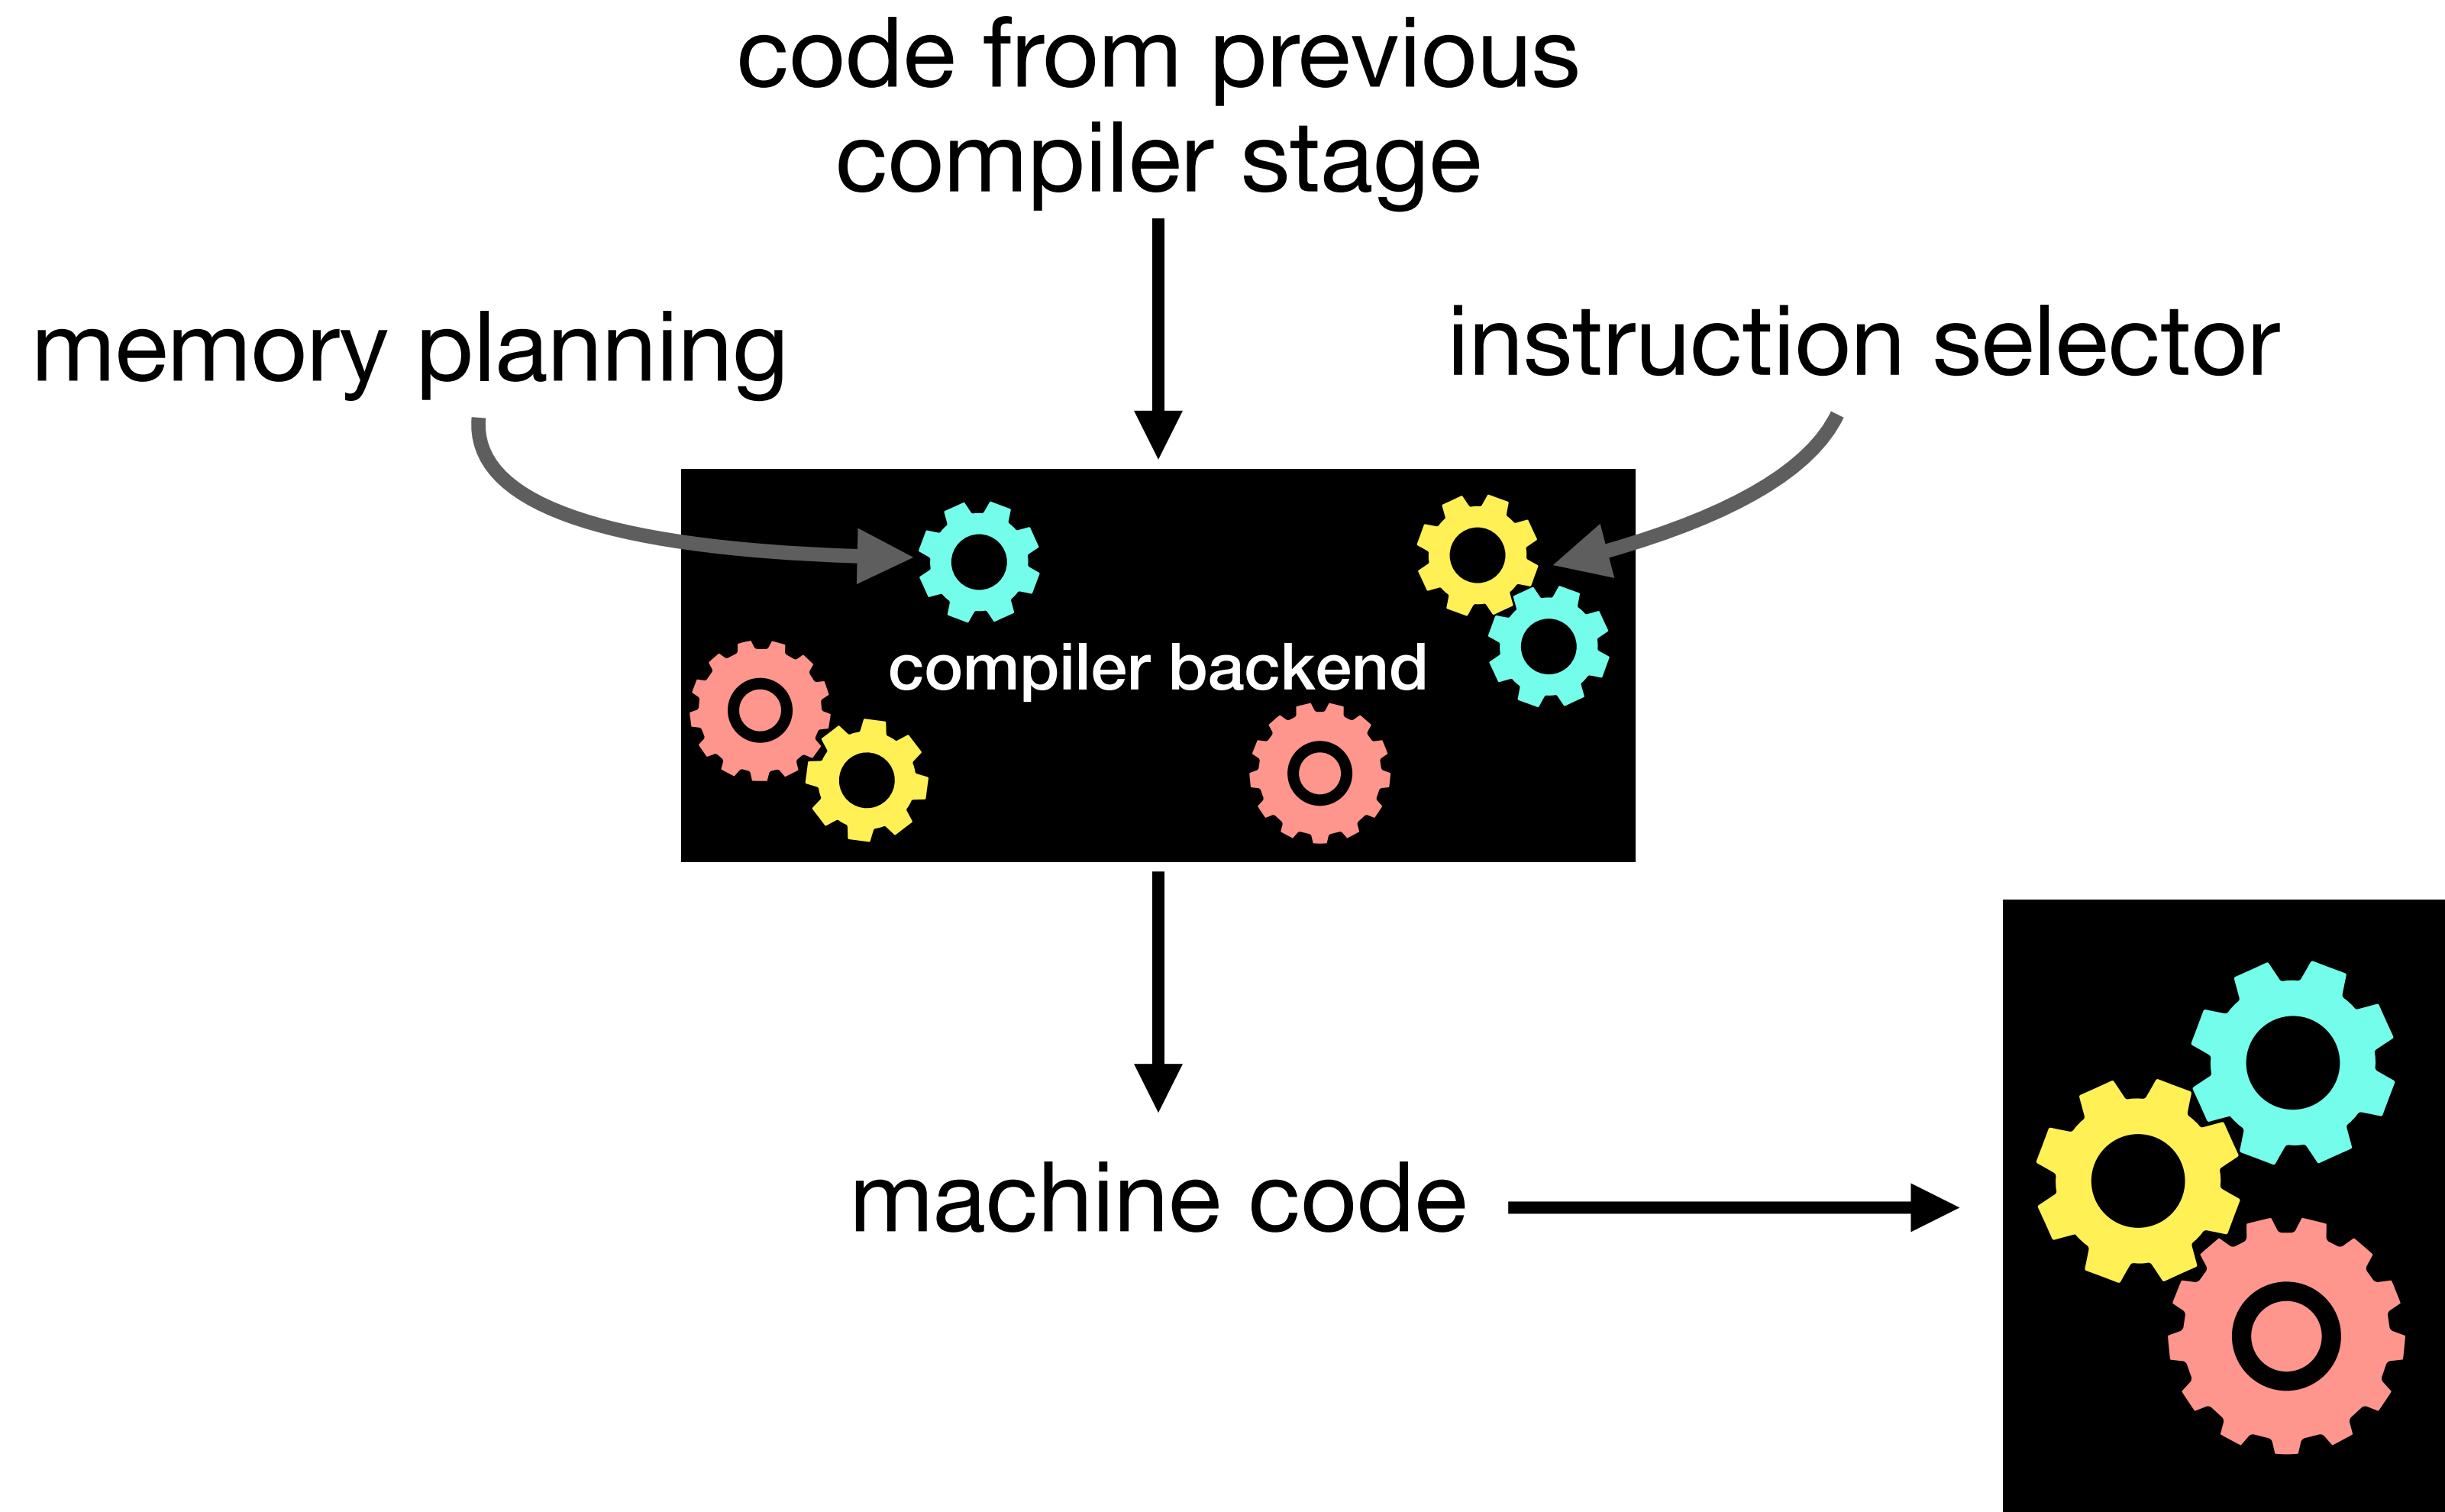 code from previous
compiler stage
memory planning
instruction selector
compiler backend
machine code